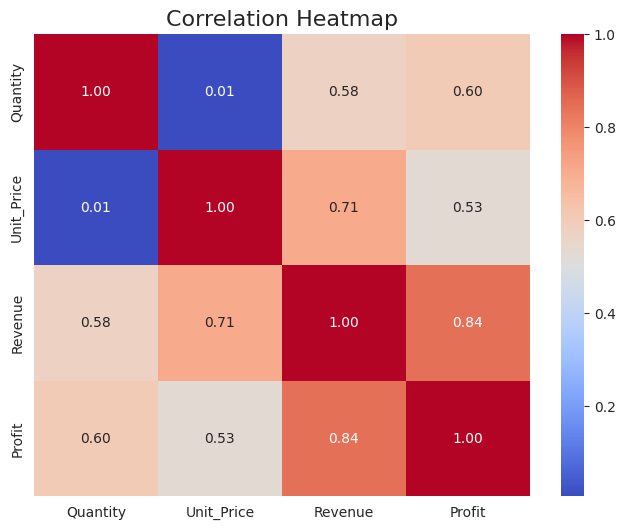 Correlation Heatmap
Quantity 1.00 0.01 0.58 0.60
Unit_Price 0.01 1.00 0.71 0.53
Revenue 0.58 0.71 1.00 0.84
Profit 0.60 0.53 0.84 1.00
Quantity Unit_Price Revenue Profit
1.0
0.8
0.6
0.4
0.2